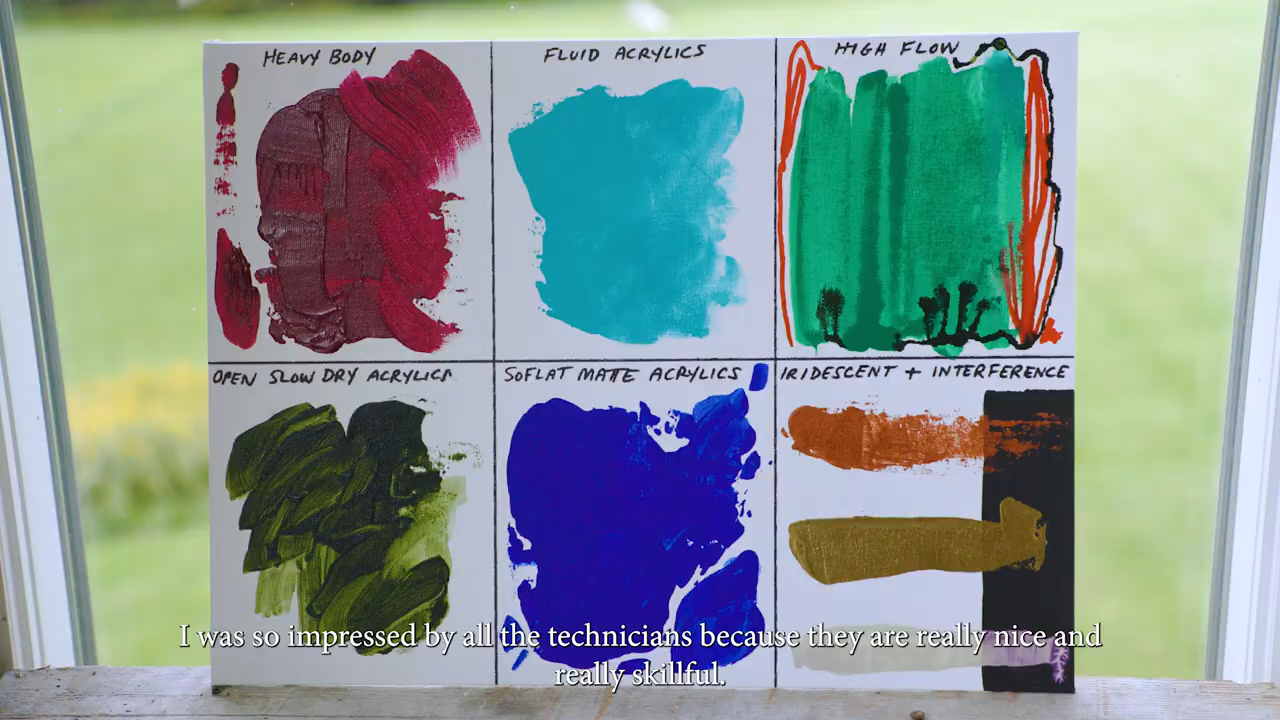 HEAVY BODY
FLUID ACRYLICS
HIGH FLOW
OPEN SLOW DRY ACRYLICS
SOFLAT MATTE ACRYLICS
IRIDESCENT + INTERFERENCE
I was so impressed by all the technicians because they are really nice and
really skillful.